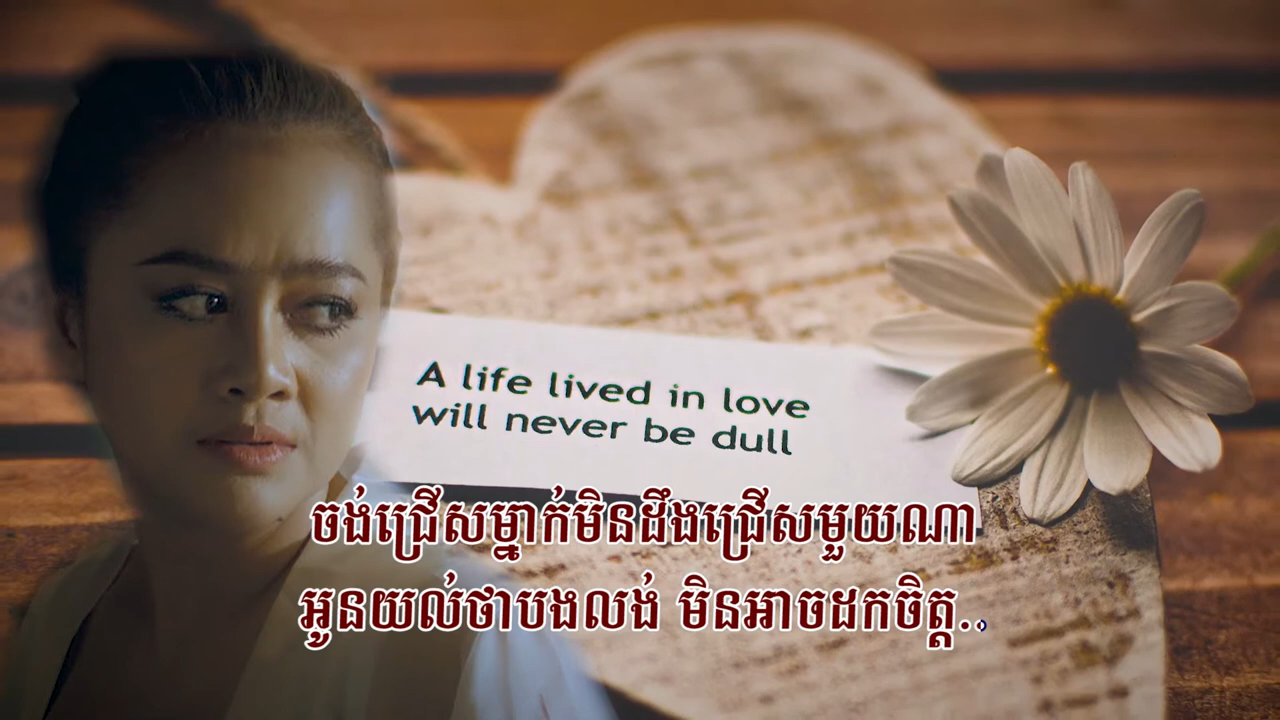 A life lived in love
will never be dull
ចង់ជ្រើសម្នាក់មិនដឹងជ្រើសមួយណា
អូនយល់ថាបងលង់ មិនអាចដកចិត្ត..